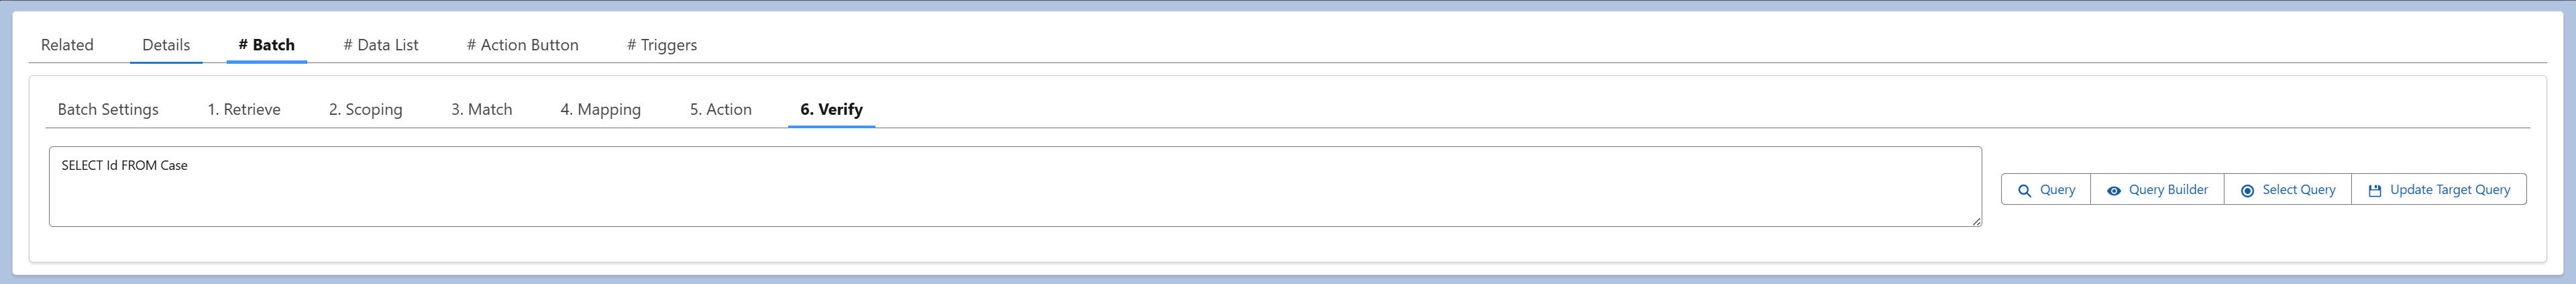 Related Details # Batch # Data List # Action Button # Triggers
Batch Settings 1. Retrieve 2. Scoping 3. Match 4. Mapping 5. Action 6. Verify
SELECT Id FROM Case
Query Query Builder Select Query Update Target Query